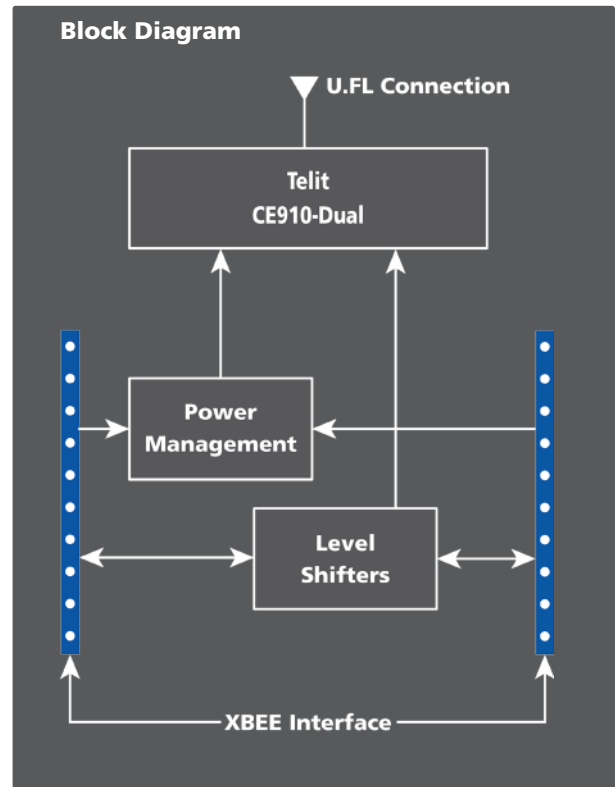 Block Diagram
U.FL Connection
Telit
CE910-Dual
Power
Management
Level
Shifters
XBEE Interface